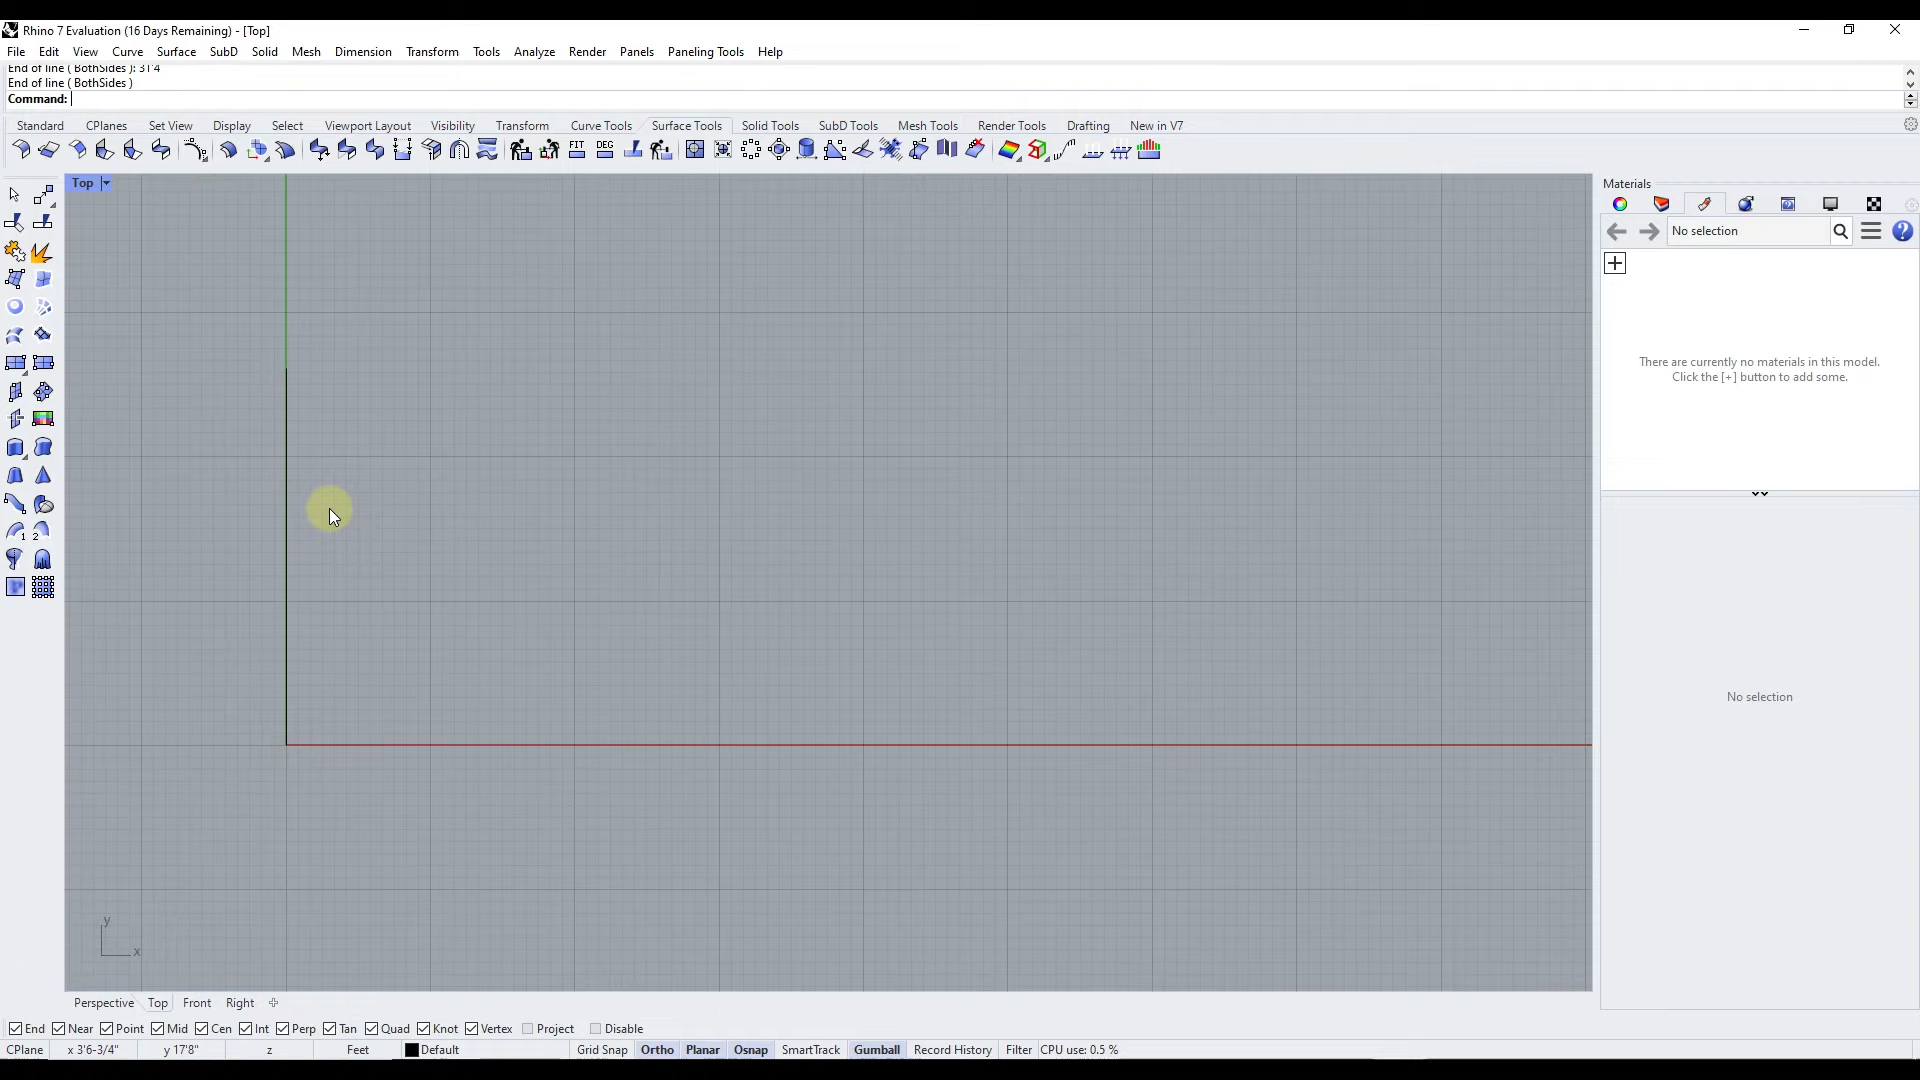 Rhino 7 Evaluation (16 Days Remaining) - [Top]
File Edit View Curve Surface SubD Solid Mesh Dimension Transform Tools Analyze Render Panels Paneling Tools Help
End of line ( BothSides ): 31'4
End of line ( BothSides )
Command:
Standard CPlanes Set View Display Select Viewport Layout Visibility Transform Curve Tools Surface Tools Solid Tools SubD Tools Mesh Tools Render Tools Drafting New in V7
FIT DEG
Top
Materials
No selection
There are currently no materials in this model.
Click the [+] button to add some.
1 2
No selection
y
x
Perspective Top Front Right
End Near Point Mid Cen Int Perp Tan Quad Knot Vertex Project Disable
CPlane x 3'6-3/4" y 17'8" z Feet Default Grid Snap Ortho Planar Osnap SmartTrack Gumball Record History Filter CPU use: 0.5 %